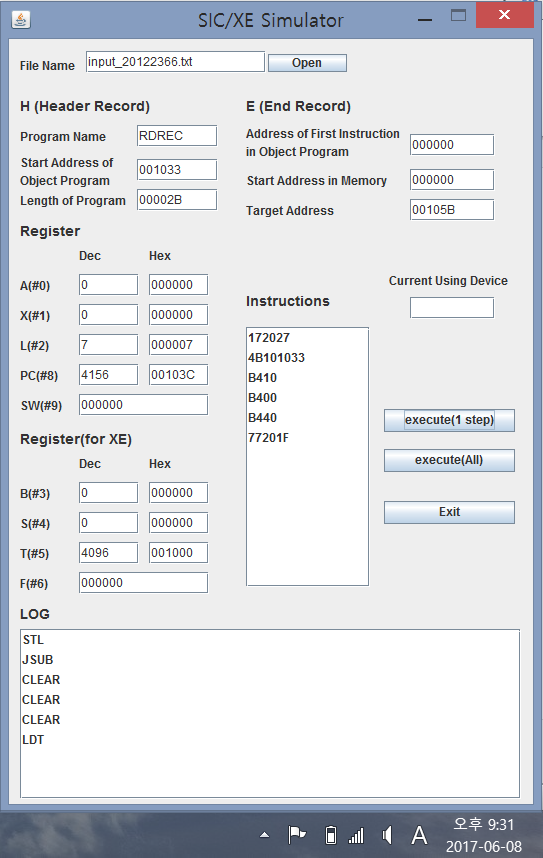 SIC/XE Simulator
File Name input_20122366.txt Open
H (Header Record)
Program Name RDREC
Start Address of
Object Program 001033
Length of Program 00002B
E (End Record)
Address of First Instruction
in Object Program 000000
Start Address in Memory 000000
Target Address 00105B
Register
Dec Hex
A(#0) 0 000000
X(#1) 0 000000
L(#2) 7 000007
PC(#8) 4156 00103C
SW(#9) 000000
Register(for XE)
Dec Hex
B(#3) 0 000000
S(#4) 0 000000
T(#5) 4096 001000
F(#6) 000000
Instructions
172027
4B101033
B410
B400
B440
77201F
Current Using Device
execute(1 step)
execute(All)
Exit
LOG
STL
JSUB
CLEAR
CLEAR
CLEAR
LDT
A
오후 9:31
2017-06-08